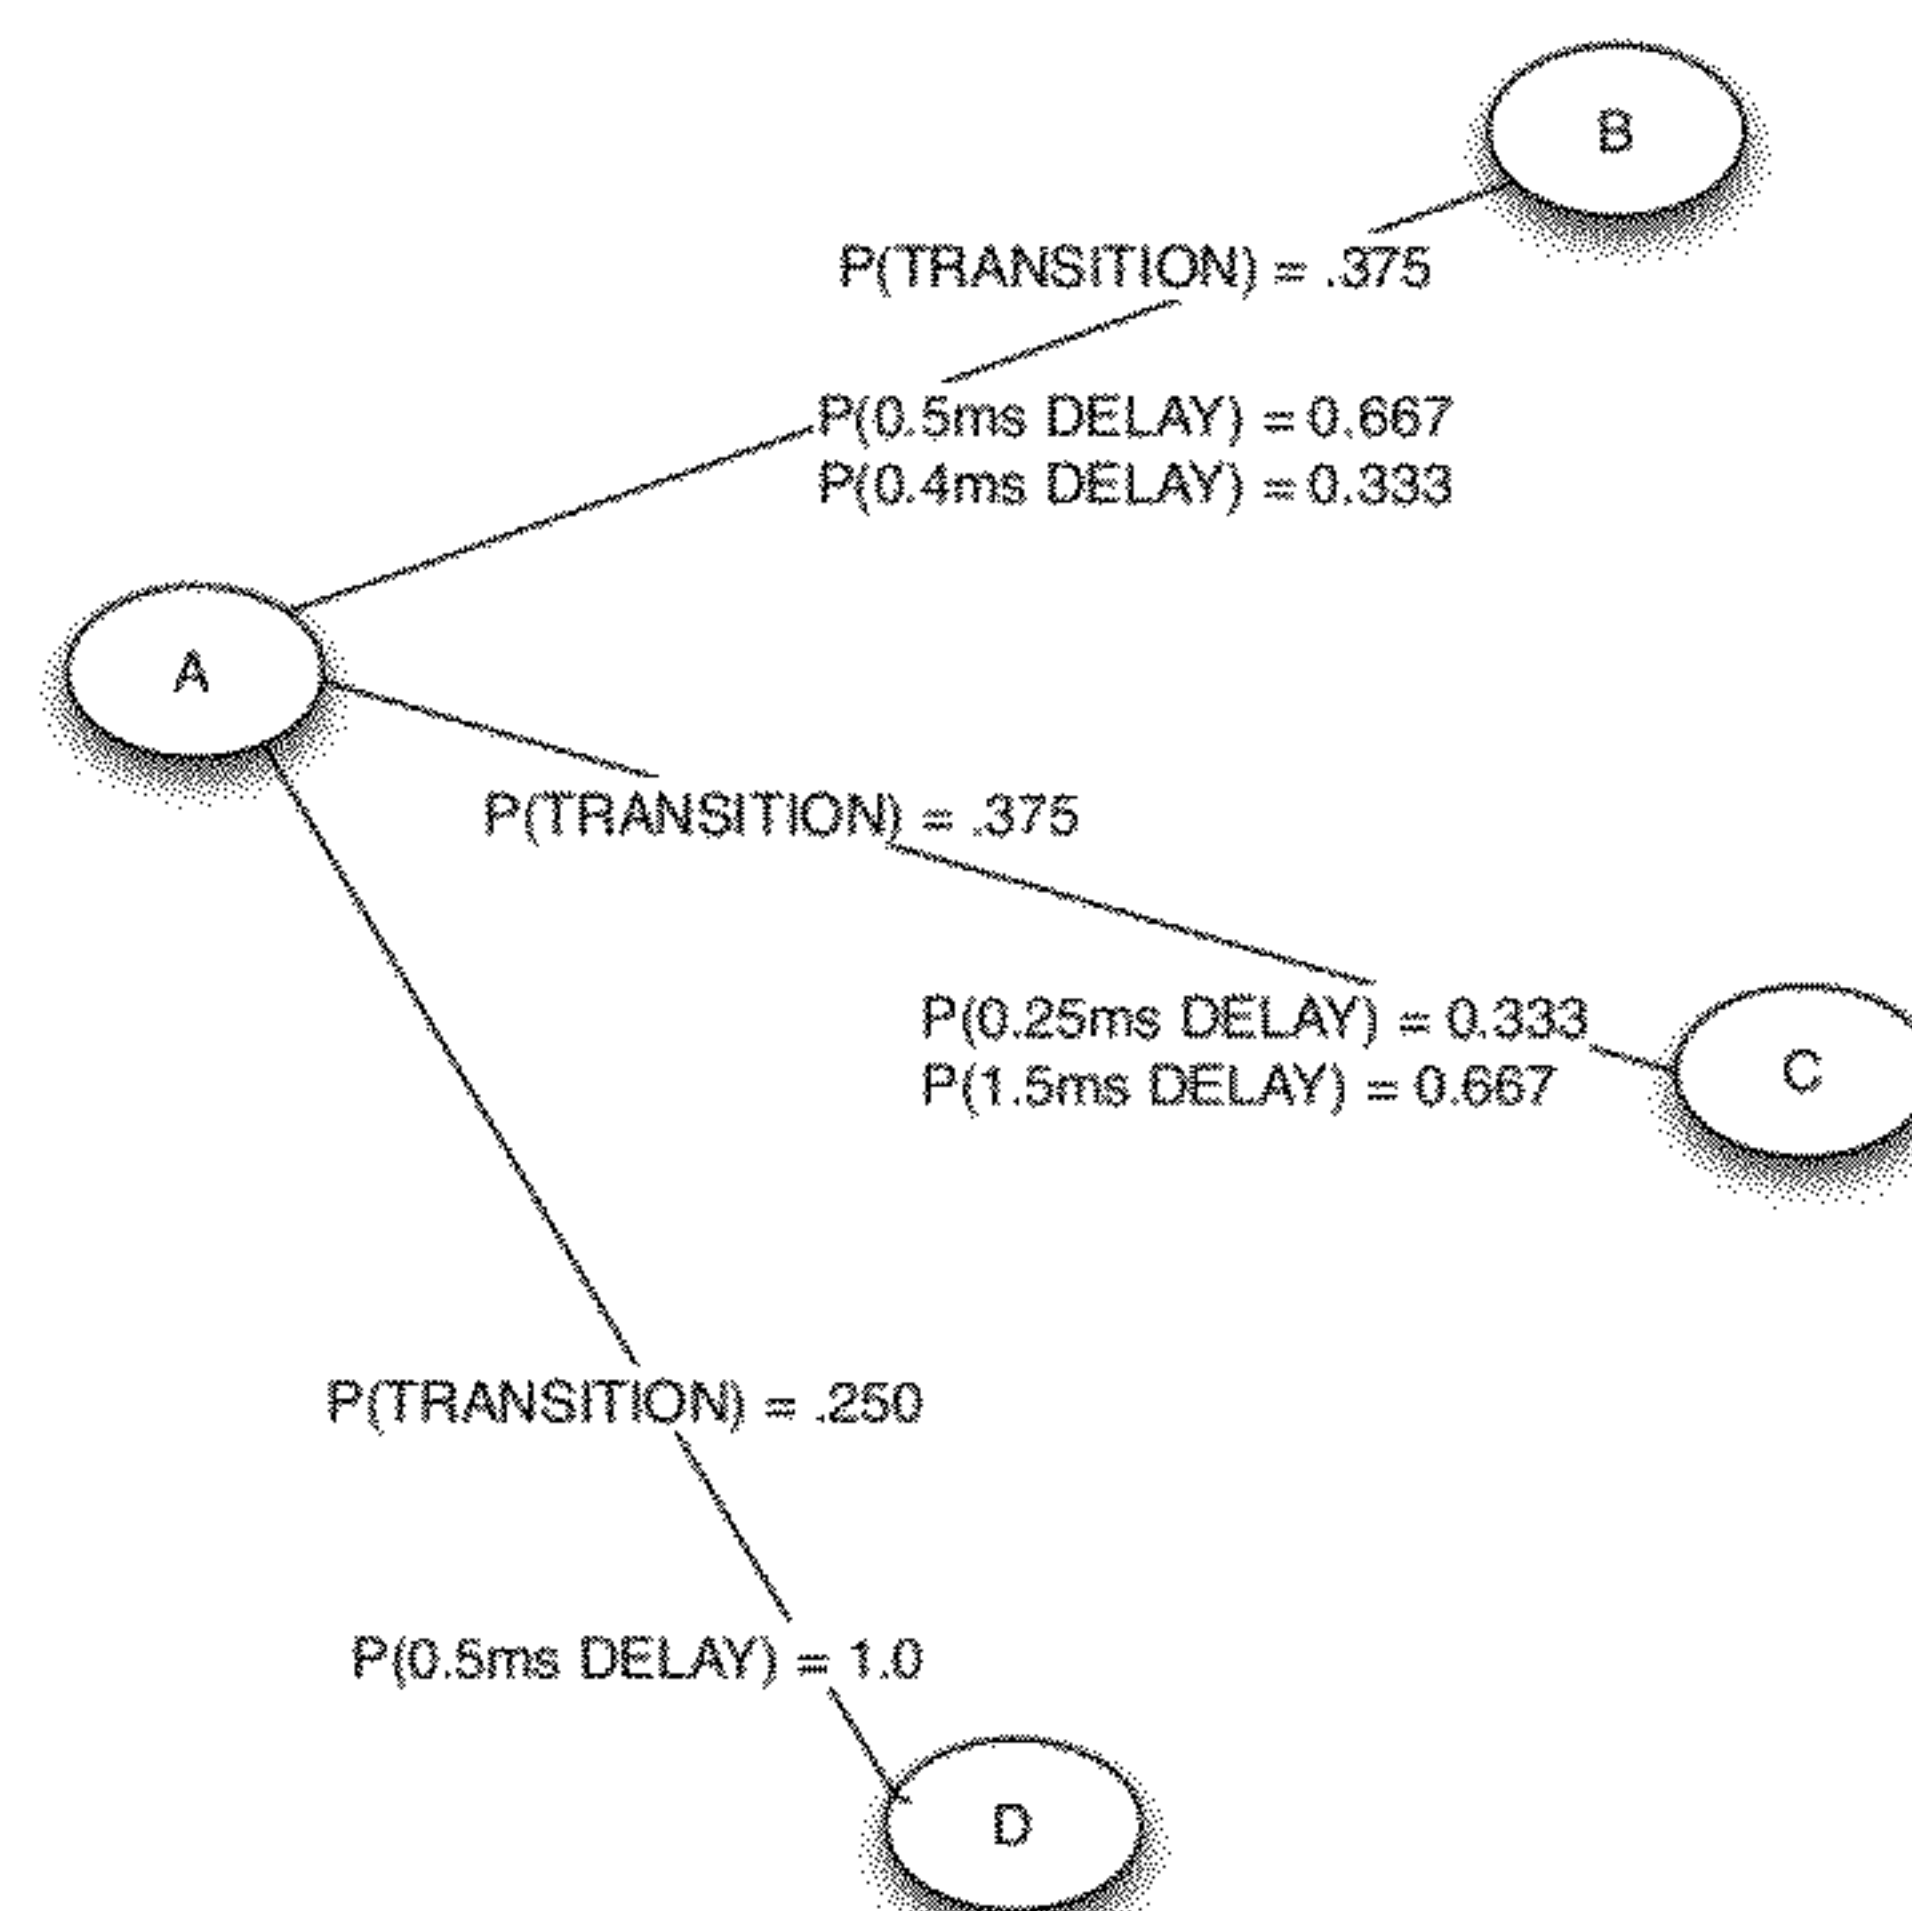 B
P(TRANSITION) = .375
P(0.5ms DELAY) = 0.667
P(0.4ms DELAY) = 0.333
A
P(TRANSITION) = .375
P(0.25ms DELAY) = 0.333
P(1.5ms DELAY) = 0.667
C
P(TRANSITION) = .250
P(0.5ms DELAY) = 1.0
D